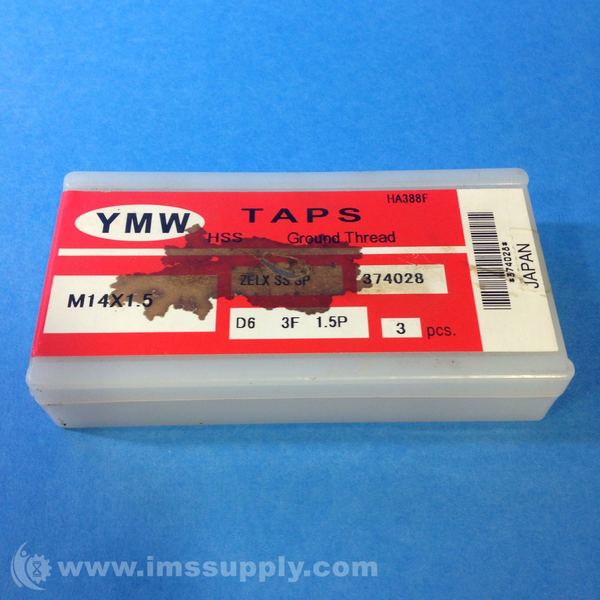 HA388F
YMW TAPS
HSS Ground Thread
M14X1.5 ZELX SS SP 374028
D6 3F 1.5P 3 pcs.
*374028*
JAPAN
www.imssupply.com